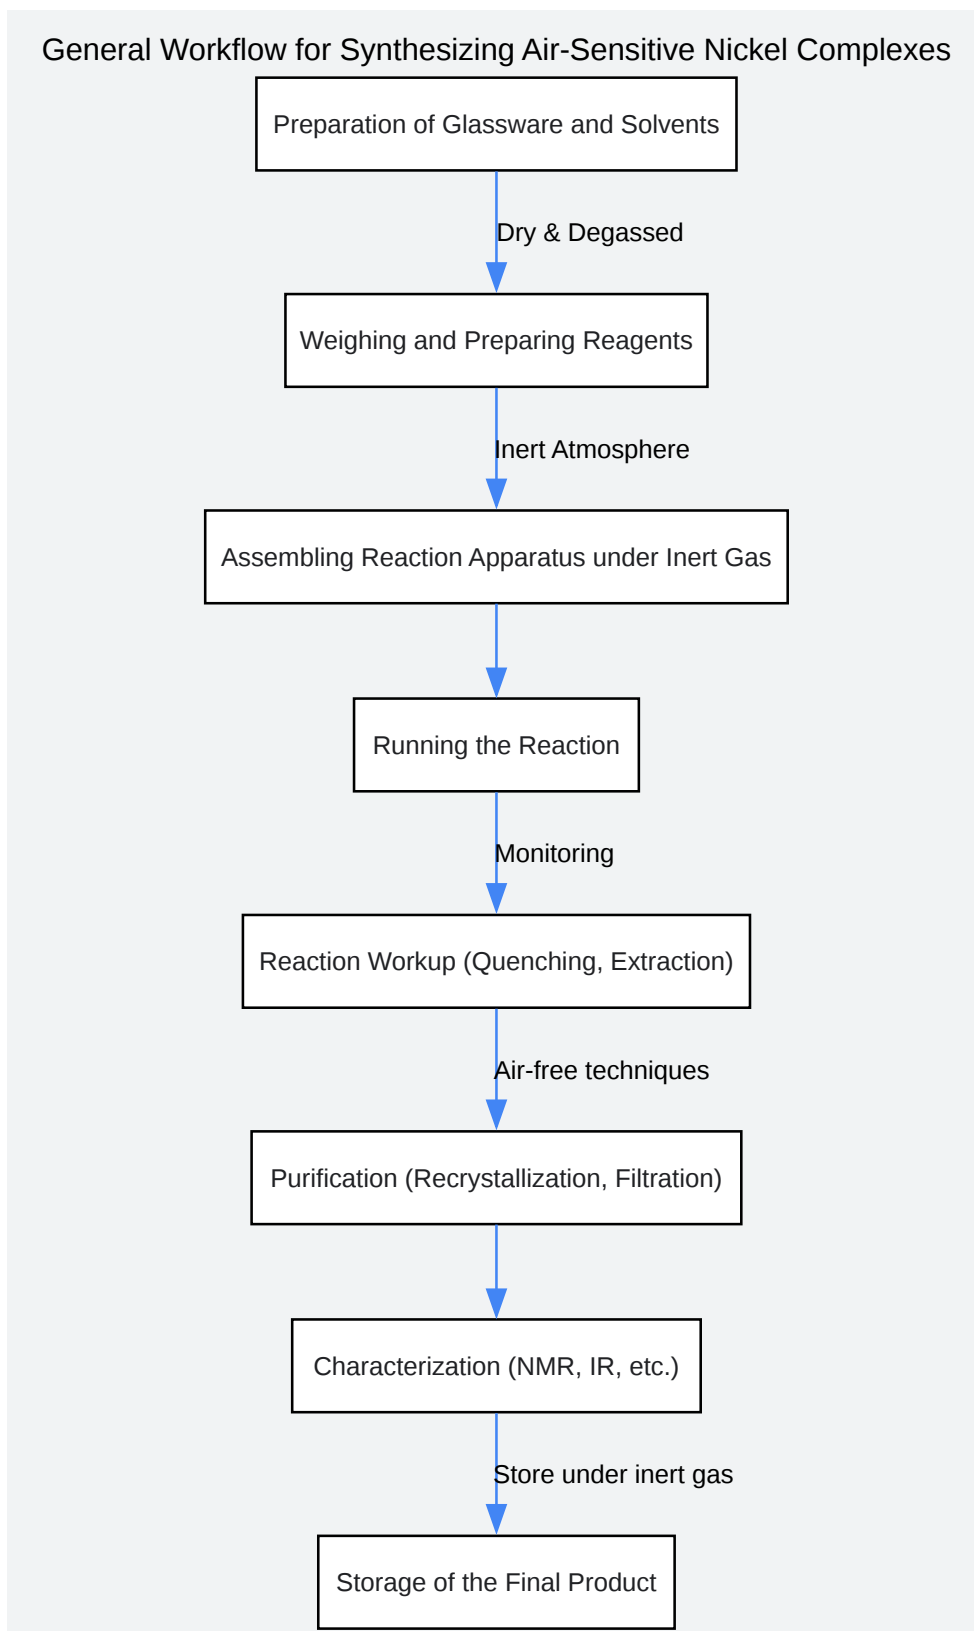 General Workflow for Synthesizing Air-Sensitive Nickel Complexes
Preparation of Glassware and Solvents
Dry & Degassed
Weighing and Preparing Reagents
Inert Atmosphere
Assembling Reaction Apparatus under Inert Gas
Running the Reaction
Monitoring
Reaction Workup (Quenching, Extraction)
Air-free techniques
Purification (Recrystallization, Filtration)
Characterization (NMR, IR, etc.)
Store under inert gas
Storage of the Final Product